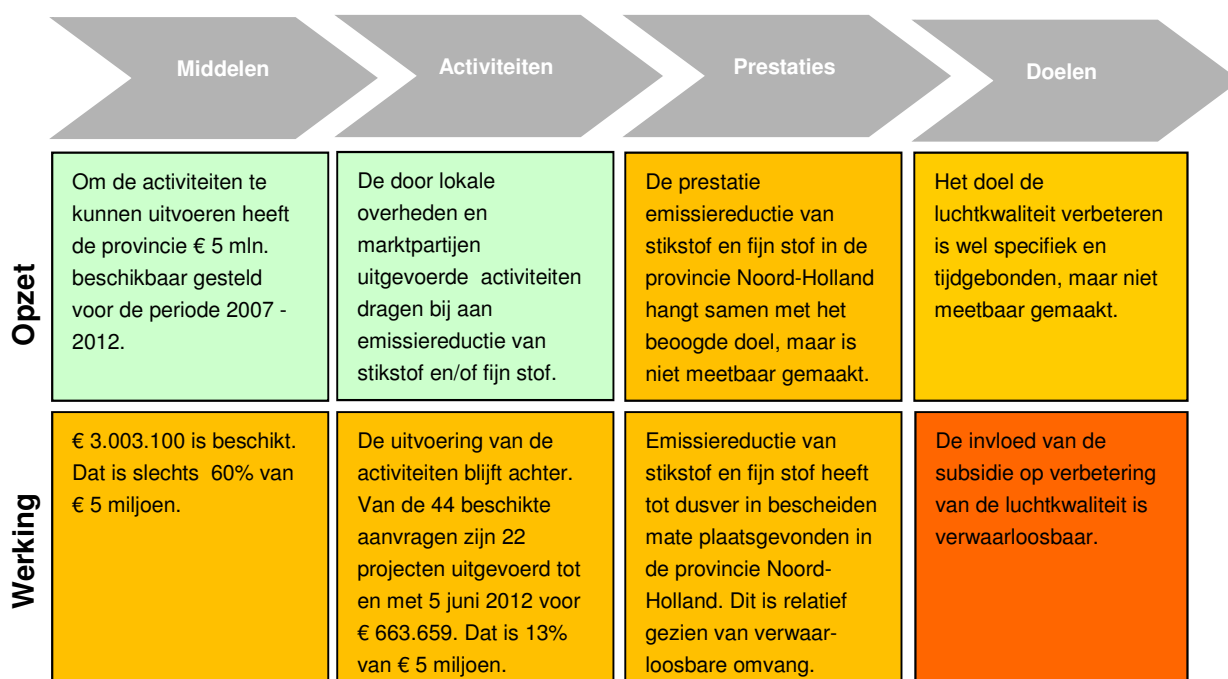 Middelen
Activiteiten
Prestaties
Doelen
Opzet
Om de activiteiten te
kunnen uitvoeren heeft
de provincie € 5 mln.
beschikbaar gesteld
voor de periode 2007 -
2012.
De door lokale
overheden en
marktpartijen
uitgevoerde activiteiten
dragen bij aan
emissiereductie van
stikstof en/of fijn stof.
De prestatie
emissiereductie van
stikstof en fijn stof in de
provincie Noord-Holland
hangt samen met het
beoogde doel, maar is
niet meetbaar gemaakt.
Het doel de
luchtkwaliteit verbeteren
is wel specifiek en
tijdgebonden, maar niet
meetbaar gemaakt.
Werking
€ 3.003.100 is beschikt.
Dat is slechts 60% van
€ 5 miljoen.
De uitvoering van de
activiteiten blijft achter.
Van de 44 beschikte
aanvragen zijn 22
projecten uitgevoerd tot
en met 5 juni 2012 voor
€ 663.659. Dat is 13%
van € 5 miljoen.
Emissiereductie van
stikstof en fijn stof heeft
tot dusver in bescheiden
mate plaatsgevonden in
de provincie Noord-
Holland. Dit is relatief
gezien van verwaar-
loosbare omvang.
De invloed van de
subsidie op verbetering
van de luchtkwaliteit is
verwaarloosbaar.